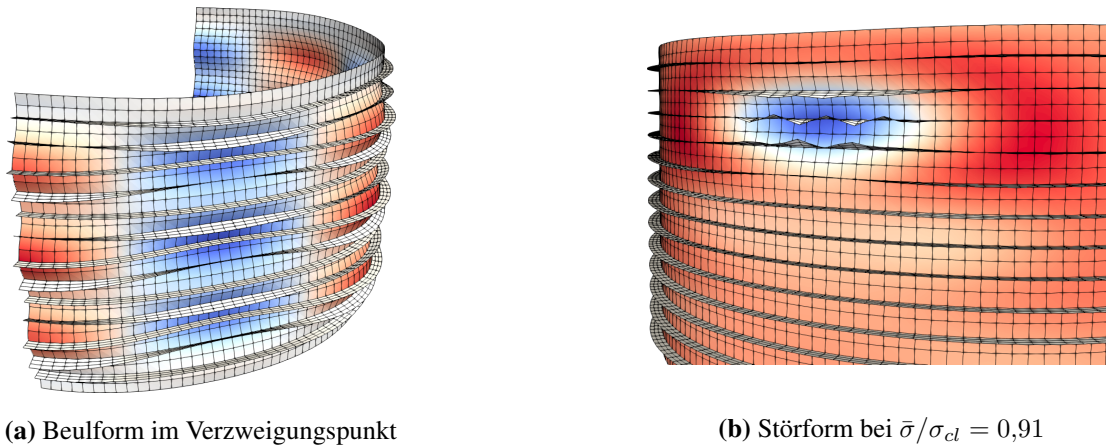 (a) Beulform im Verzweigungspunkt
(b) Störform bei σ̄/σ_cl = 0,91